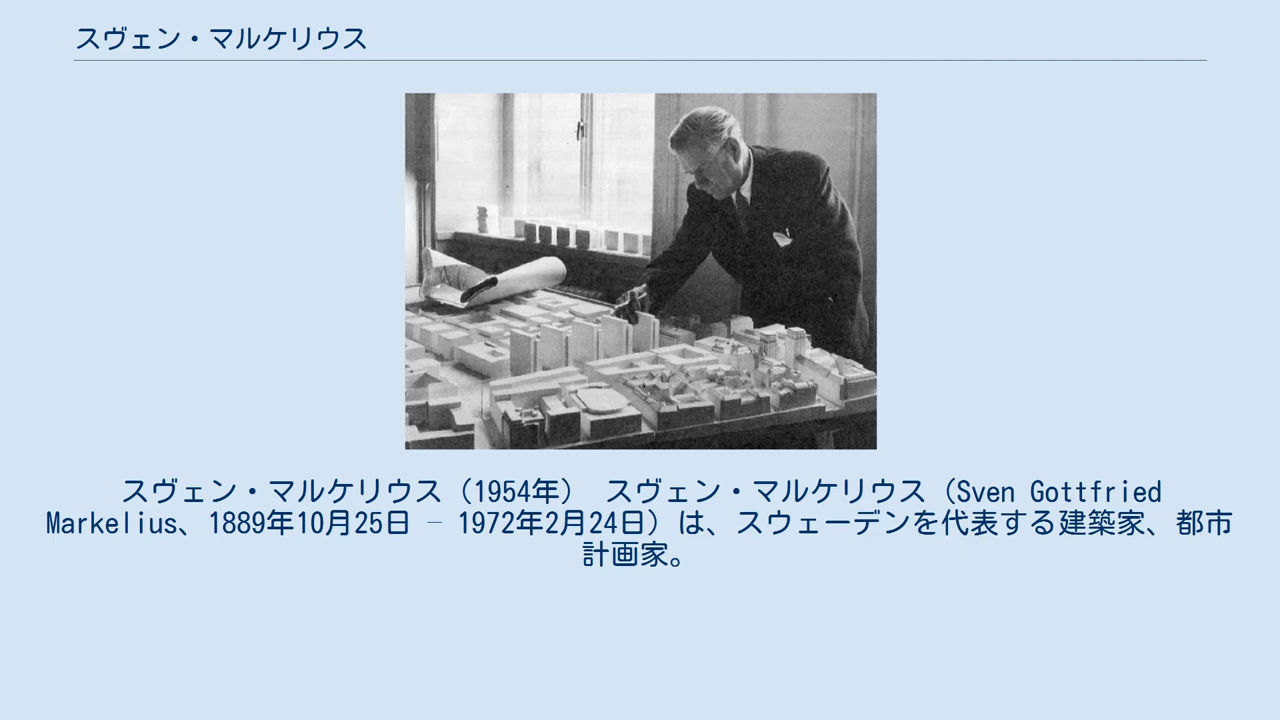 スヴェン・マルケリウス
スヴェン・マルケリウス（1954年） スヴェン・マルケリウス（Sven Gottfried
Markelius、1889年10月25日 – 1972年2月24日）は、スウェーデンを代表する建築家、都市
計画家。